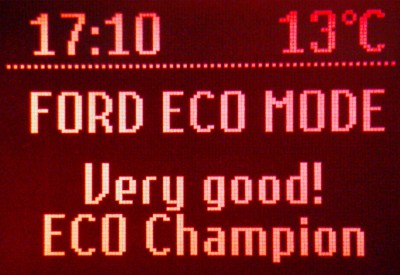 17:10 13°C
FORD ECO MODE
Very good!
ECO Champion